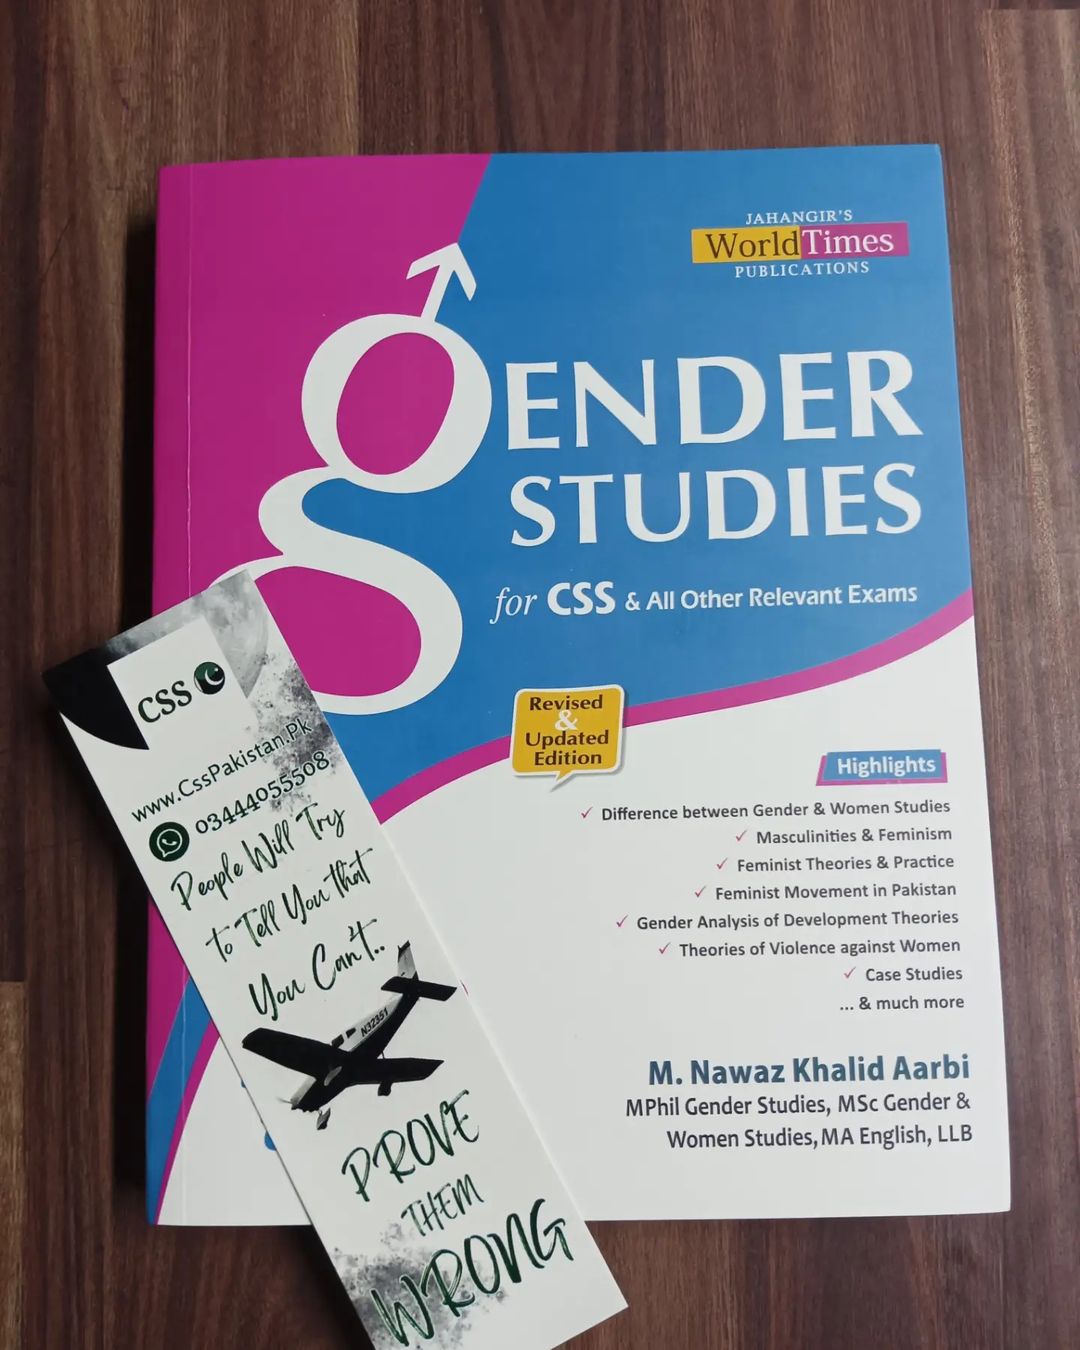 JAHANGIR'S
WorldTimes
PUBLICATIONS
gENDER
STUDIES
for CSS & All Other Relevant Exams
Revised
&
Updated
Edition
Highlights
✓ Difference between Gender & Women Studies
✓ Masculinities & Feminism
✓ Feminist Theories & Practice
✓ Feminist Movement in Pakistan
✓ Gender Analysis of Development Theories
✓ Theories of Violence against Women
✓ Case Studies
... & much more
M. Nawaz Khalid Aarbi
MPhil Gender Studies, MSc Gender &
Women Studies, MA English, LLB
CSS
www.CssPakistan.Pk
03444055508
People Will Try
to Tell You that
You Can't..
N32351
PROVE
THEM
WRONG